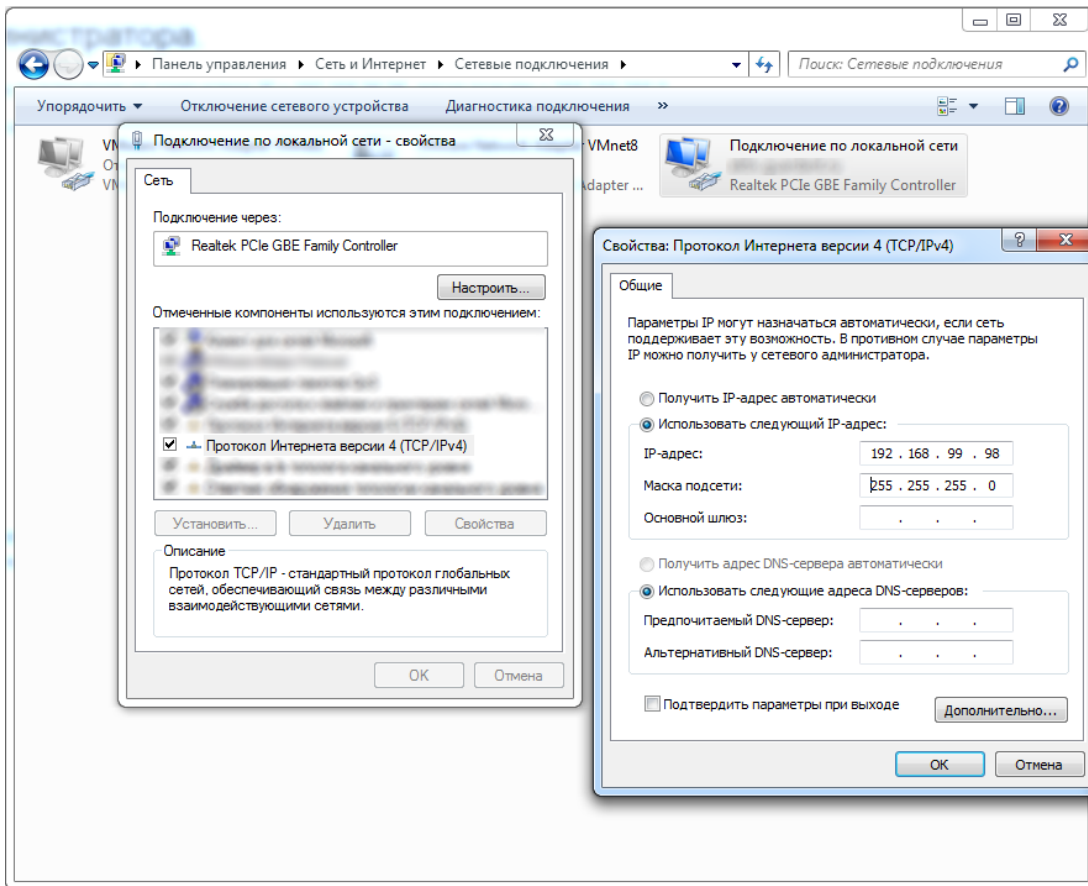 Панель управления ▸ Сеть и Интернет ▸ Сетевые подключения ▸
Поиск: Сетевые подключения
Упорядочить
Отключение сетевого устройства
Диагностика подключения
»
VMnet8
Adapter ...
Подключение по локальной сети
Realtek PCIe GBE Family Controller
Подключение по локальной сети - свойства
Сеть
Подключение через:
Realtek PCIe GBE Family Controller
Настроить...
Отмеченные компоненты используются этим подключением:
Протокол Интернета версии 4 (TCP/IPv4)
Установить...
Удалить
Свойства
Описание
Протокол TCP/IP - стандартный протокол глобальных
сетей, обеспечивающий связь между различными
взаимодействующими сетями.
OK
Отмена
Свойства: Протокол Интернета версии 4 (TCP/IPv4)
Общие
Параметры IP могут назначаться автоматически, если сеть
поддерживает эту возможность. В противном случае параметры
IP можно получить у сетевого администратора.
Получить IP-адрес автоматически
Использовать следующий IP-адрес:
IP-адрес:
192 . 168 . 99 . 98
Маска подсети:
255 . 255 . 255 . 0
Основной шлюз:
. . .
Получить адрес DNS-сервера автоматически
Использовать следующие адреса DNS-серверов:
Предпочитаемый DNS-сервер:
. . .
Альтернативный DNS-сервер:
. . .
Подтвердить параметры при выходе
Дополнительно...
OK
Отмена